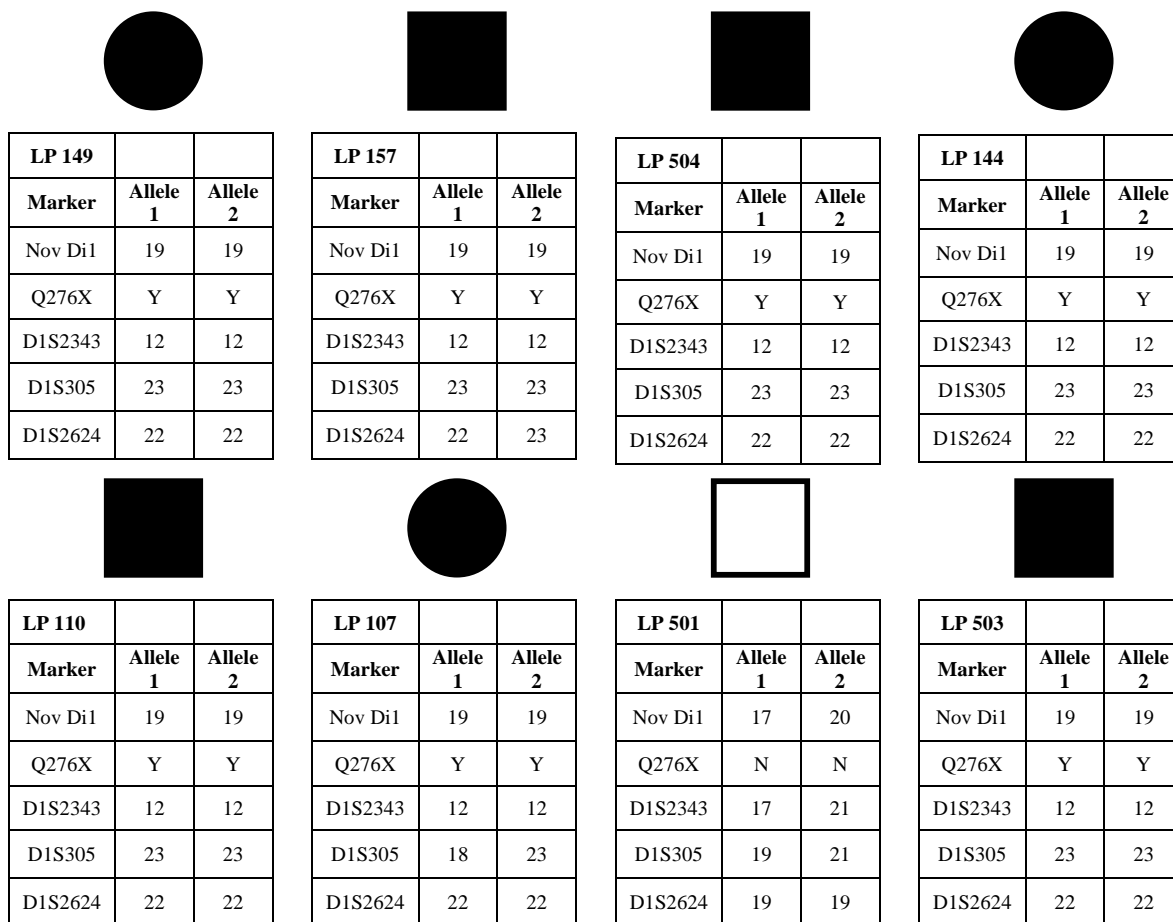 LP 149
Marker Allele 1 Allele 2
Nov Di1 19 19
Q276X Y Y
D1S2343 12 12
D1S305 23 23
D1S2624 22 22
LP 157
Marker Allele 1 Allele 2
Nov Di1 19 19
Q276X Y Y
D1S2343 12 12
D1S305 23 23
D1S2624 22 23
LP 504
Marker Allele 1 Allele 2
Nov Di1 19 19
Q276X Y Y
D1S2343 12 12
D1S305 23 23
D1S2624 22 22
LP 144
Marker Allele 1 Allele 2
Nov Di1 19 19
Q276X Y Y
D1S2343 12 12
D1S305 23 23
D1S2624 22 22
LP 110
Marker Allele 1 Allele 2
Nov Di1 19 19
Q276X Y Y
D1S2343 12 12
D1S305 23 23
D1S2624 22 22
LP 107
Marker Allele 1 Allele 2
Nov Di1 19 19
Q276X Y Y
D1S2343 12 12
D1S305 18 23
D1S2624 22 22
LP 501
Marker Allele 1 Allele 2
Nov Di1 17 20
Q276X N N
D1S2343 17 21
D1S305 19 21
D1S2624 19 19
LP 503
Marker Allele 1 Allele 2
Nov Di1 19 19
Q276X Y Y
D1S2343 12 12
D1S305 23 23
D1S2624 22 22